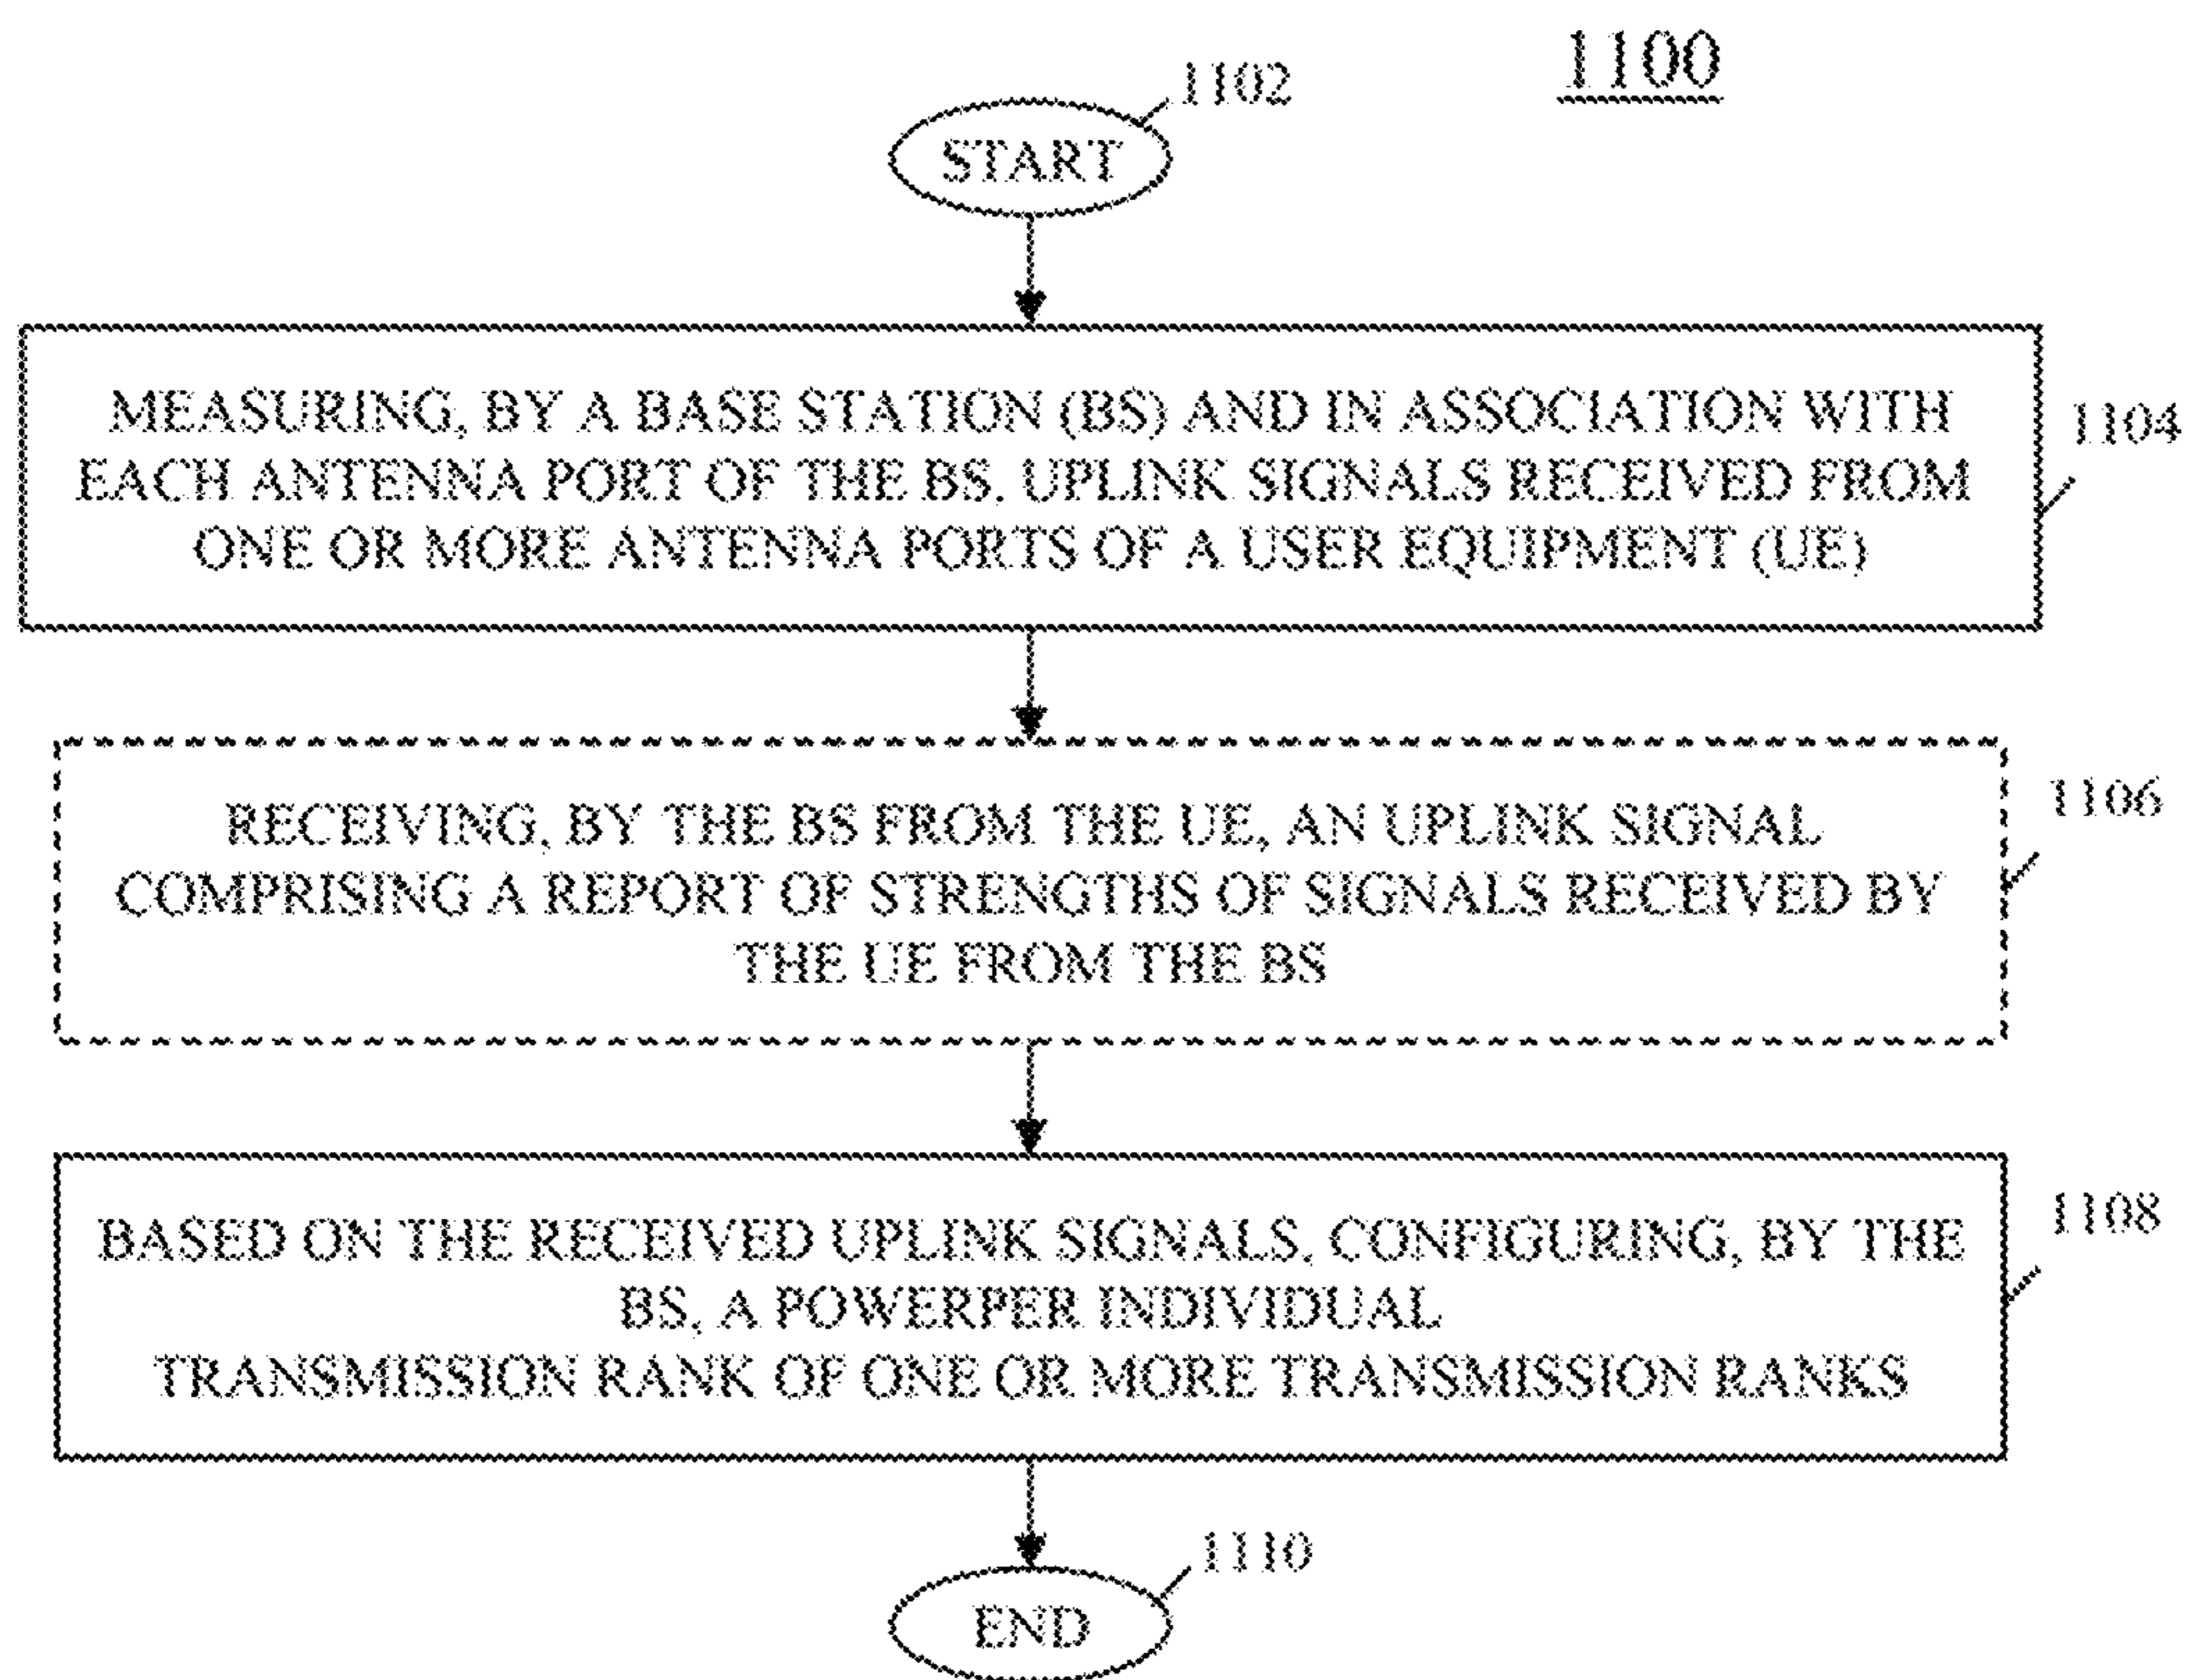 1100
1102
START
MEASURING, BY A BASE STATION (BS) AND IN ASSOCIATION WITH
EACH ANTENNA PORT OF THE BS, UPLINK SIGNALS RECEIVED FROM
ONE OR MORE ANTENNA PORTS OF A USER EQUIPMENT (UE)
1104
RECEIVING, BY THE BS FROM THE UE, AN UPLINK SIGNAL
COMPRISING A REPORT OF STRENGTHS OF SIGNALS RECEIVED BY
THE UE FROM THE BS
1106
BASED ON THE RECEIVED UPLINK SIGNALS, CONFIGURING, BY THE
BS, A POWERPER INDIVIDUAL
TRANSMISSION RANK OF ONE OR MORE TRANSMISSION RANKS
1108
1110
END